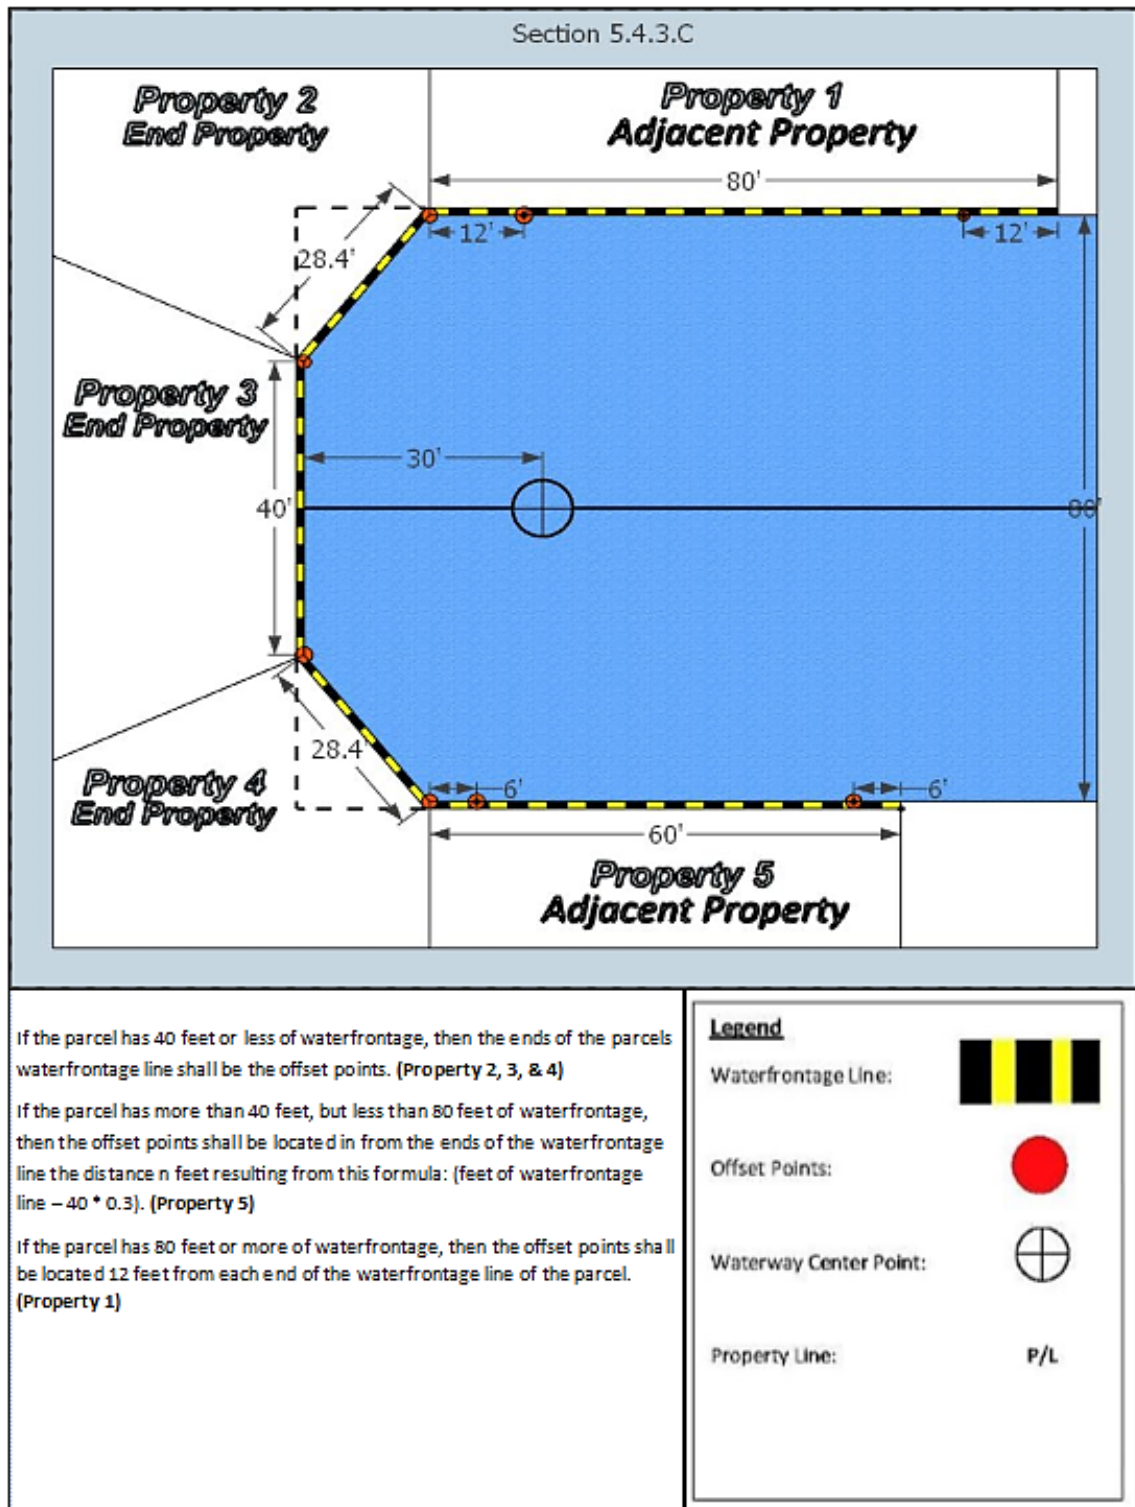 Section 5.4.3.C
Property 2
End Property
Property 1
Adjacent Property
80'
12'
12'
28.4'
Property 3
End Property
30'
40'
80'
28.4'
Property 4
End Property
6'
6'
60'
Property 5
Adjacent Property
If the parcel has 40 feet or less of waterfrontage, then the ends of the parcels
waterfrontage line shall be the offset points. (Property 2, 3, & 4)
If the parcel has more than 40 feet, but less than 80 feet of waterfrontage,
then the offset points shall be located in from the ends of the waterfrontage
line the distance n feet resulting from this formula: (feet of waterfrontage
line – 40 * 0.3). (Property 5)
If the parcel has 80 feet or more of waterfrontage, then the offset points shall
be located 12 feet from each end of the waterfrontage line of the parcel.
(Property 1)
Legend
Waterfrontage Line:
Offset Points:
Waterway Center Point:
Property Line:
P/L